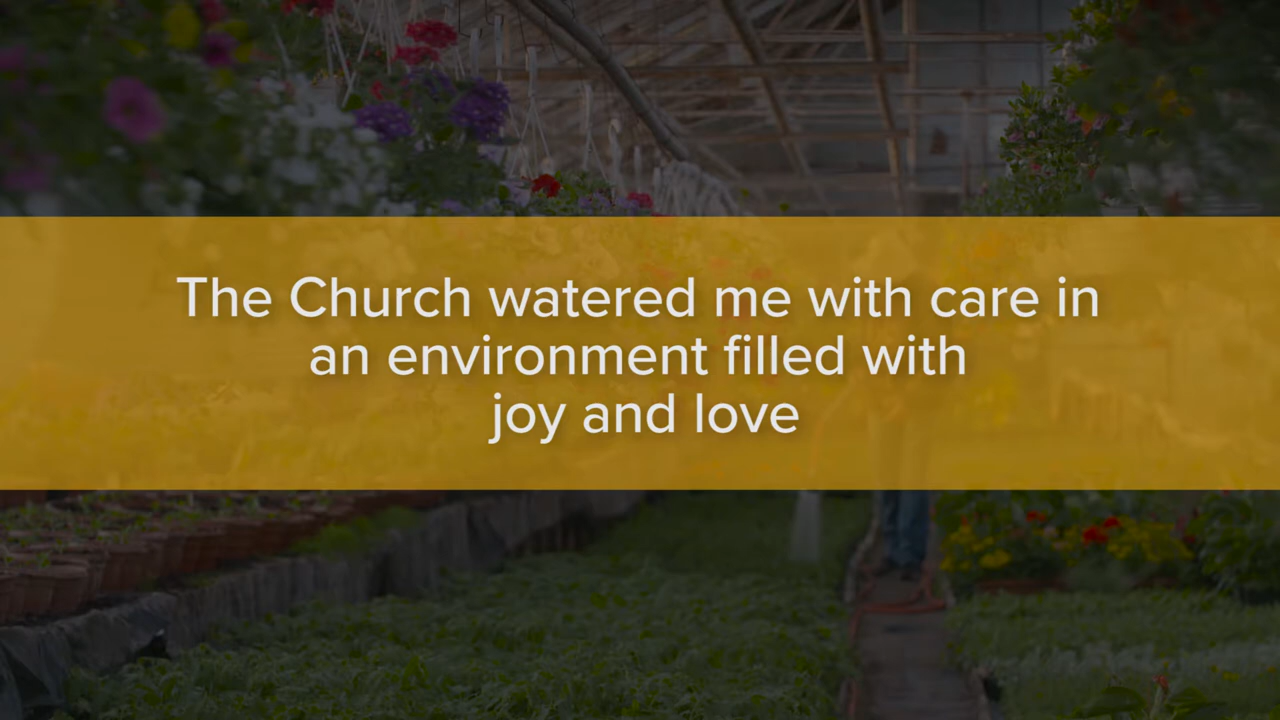 The Church watered me with care in
an environment filled with
joy and love